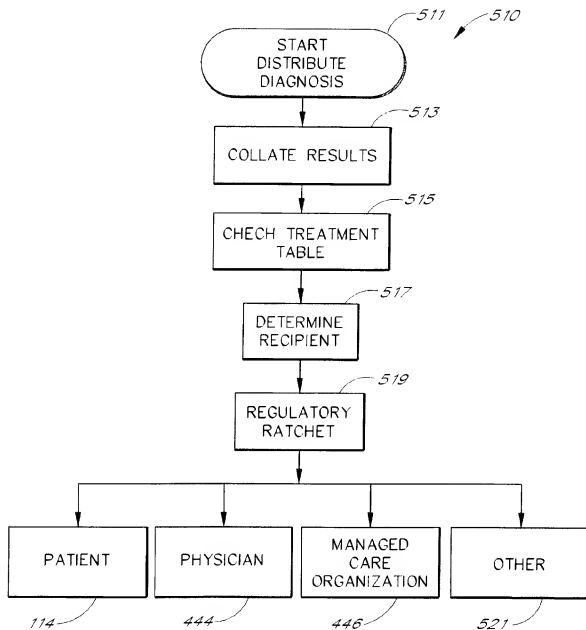 511
510
START
DISTRIBUTE
DIAGNOSIS
513
COLLATE RESULTS
515
CHECH TREATMENT
TABLE
517
DETERMINE
RECIPIENT
519
REGULATORY
RATCHET
PATIENT
PHYSICIAN
MANAGED
CARE
ORGANIZATION
OTHER
114
444
446
521